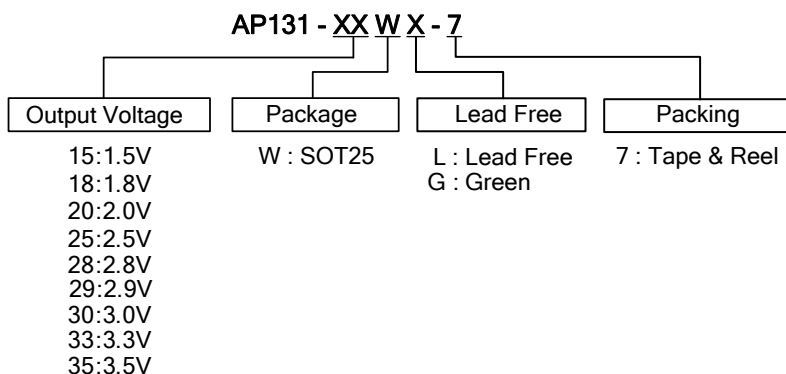 AP131 - XX W X - 7
Output Voltage
Package
Lead Free
Packing
15:1.5V
18:1.8V
20:2.0V
25:2.5V
28:2.8V
29:2.9V
30:3.0V
33:3.3V
35:3.5V
W : SOT25
L : Lead Free
G : Green
7 : Tape & Reel